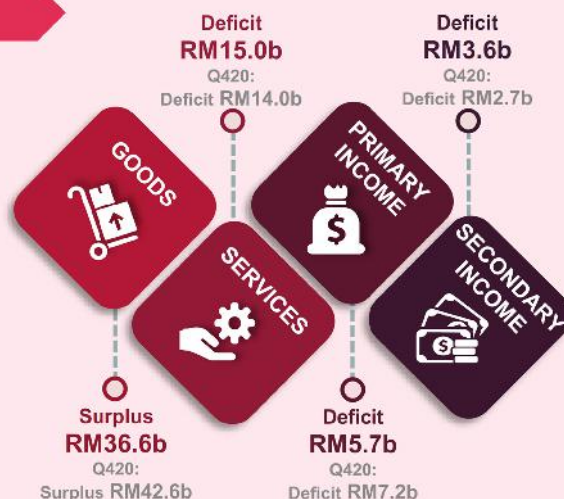 Deficit
RM15.0b
Q420:
Deficit RM14.0b
Deficit
RM3.6b
Q420:
Deficit RM2.7b
GOODS
SERVICES
PRIMARY
INCOME
SECONDARY
INCOME
Surplus
RM36.6b
Q420:
Surplus RM42.6b
Deficit
RM5.7b
Q420:
Deficit RM7.2b